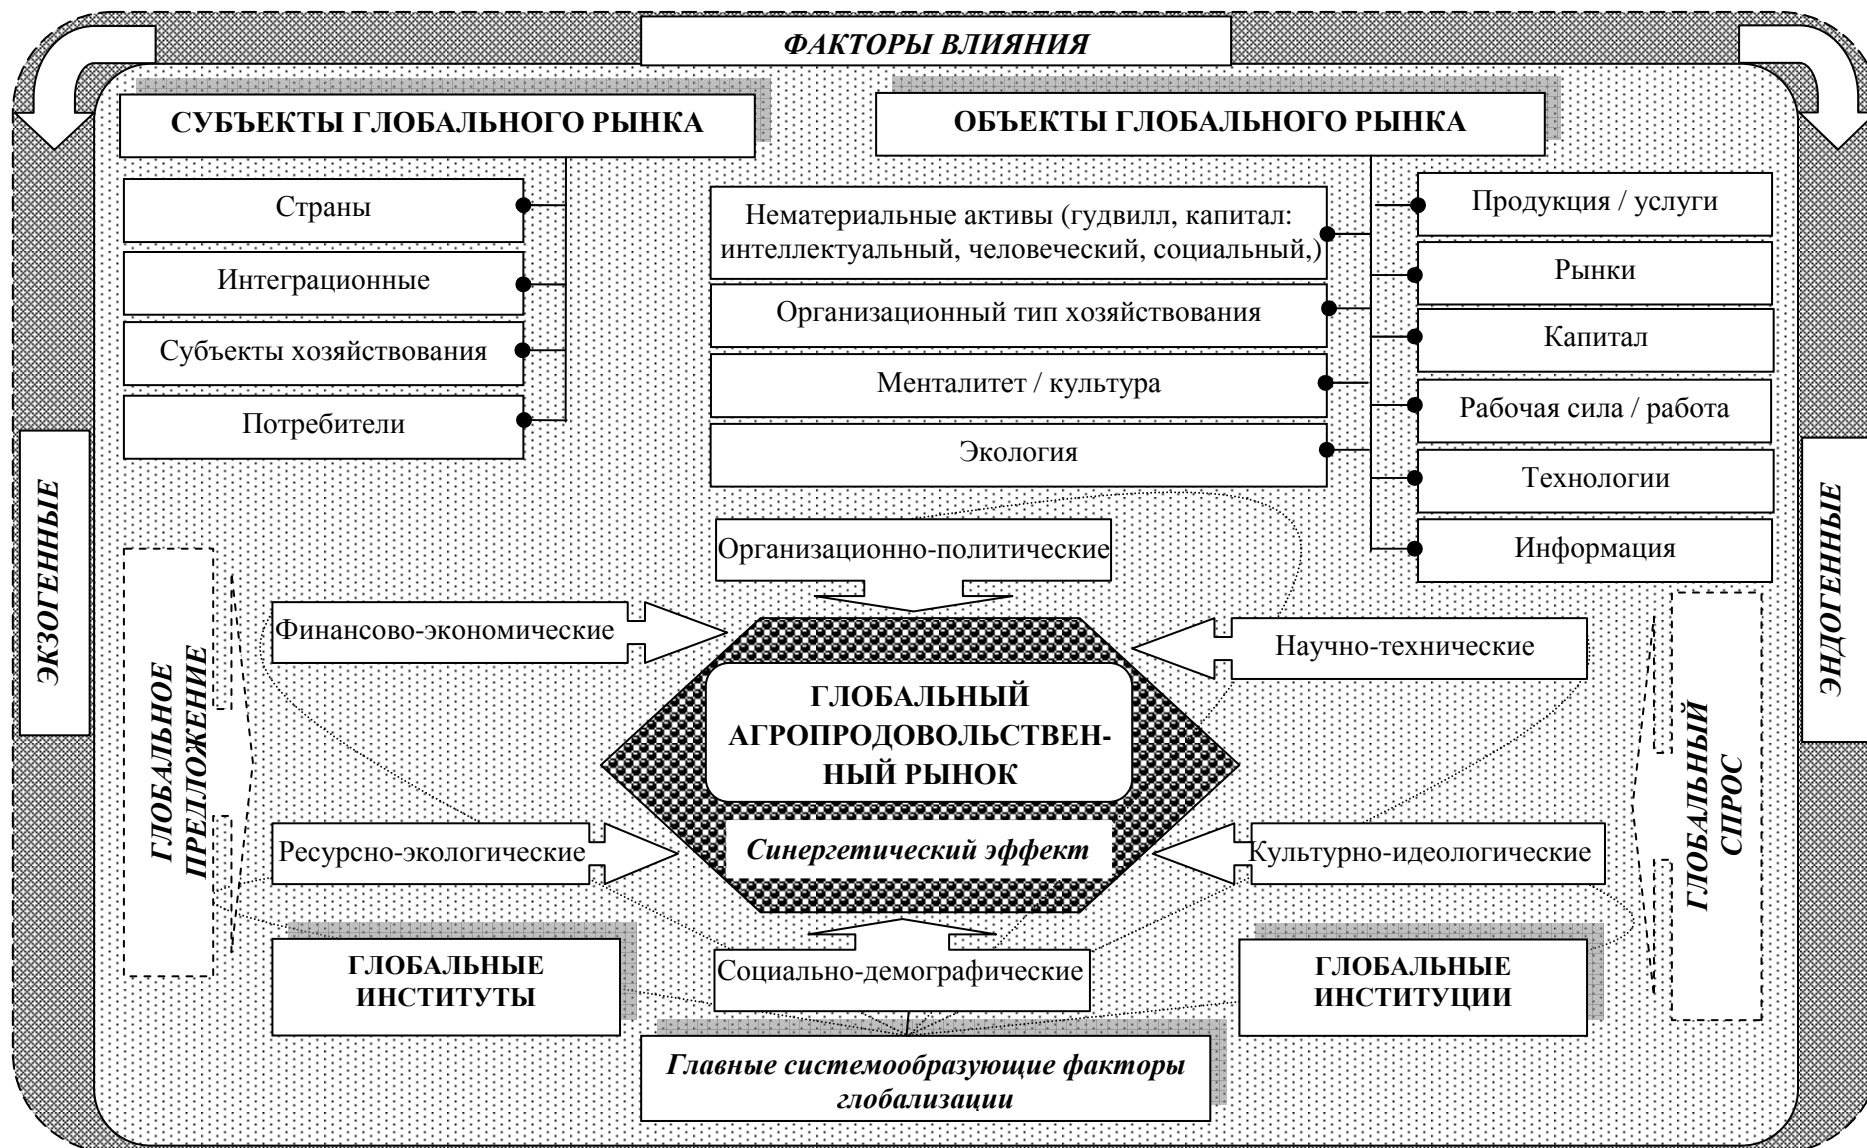 ФАКТОРЫ ВЛИЯНИЯ
СУБЪЕКТЫ ГЛОБАЛЬНОГО РЫНКА
ОБЪЕКТЫ ГЛОБАЛЬНОГО РЫНКА
Страны
Интеграционные
Субъекты хозяйствования
Потребители
Нематериальные активы (гудвилл, капитал:
интеллектуальный, человеческий, социальный,)
Организационный тип хозяйствования
Менталитет / культура
Экология
Продукция / услуги
Рынки
Капитал
Рабочая сила / работа
Технологии
Информация
ЭКЗОГЕННЫЕ
ЭНДОГЕННЫЕ
ГЛОБАЛЬНОЕ
ПРЕДЛОЖЕНИЕ
ГЛОБАЛЬНЫЙ
СПРОС
Организационно-политические
Финансово-экономические
Научно-технические
ГЛОБАЛЬНЫЙ
АГРОПРОДОВОЛЬСТВЕН-
НЫЙ РЫНОК
Синергетический эффект
Ресурсно-экологические
Культурно-идеологические
Социально-демографические
ГЛОБАЛЬНЫЕ
ИНСТИТУТЫ
ГЛОБАЛЬНЫЕ
ИНСТИТУЦИИ
Главные системообразующие факторы
глобализации